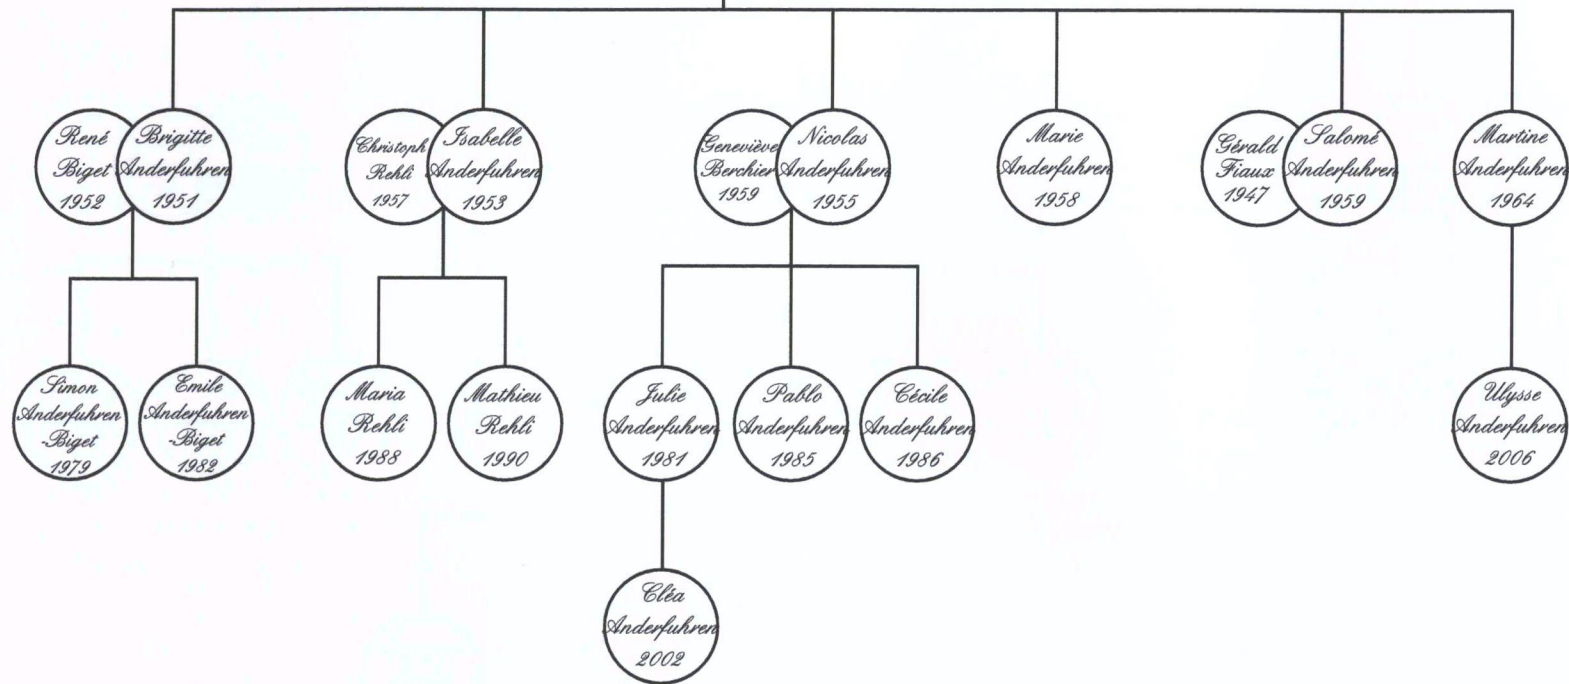 René
Biget
1952
Brigitte
Anderfuhren
1951
Christoph
Rehli
1957
Isabelle
Anderfuhren
1953
Geneviève
Berchier
1959
Nicolas
Anderfuhren
1955
Marie
Anderfuhren
1958
Gérald
Fiaux
1947
Salomé
Anderfuhren
1959
Martine
Anderfuhren
1964
Simon
Anderfuhren
-Biget
1979
Emile
Anderfuhren
-Biget
1982
Maria
Rehli
1988
Mathieu
Rehli
1990
Julie
Anderfuhren
1981
Pablo
Anderfuhren
1985
Cécile
Anderfuhren
1986
Ulysse
Anderfuhren
2006
Cléa
Anderfuhren
2002